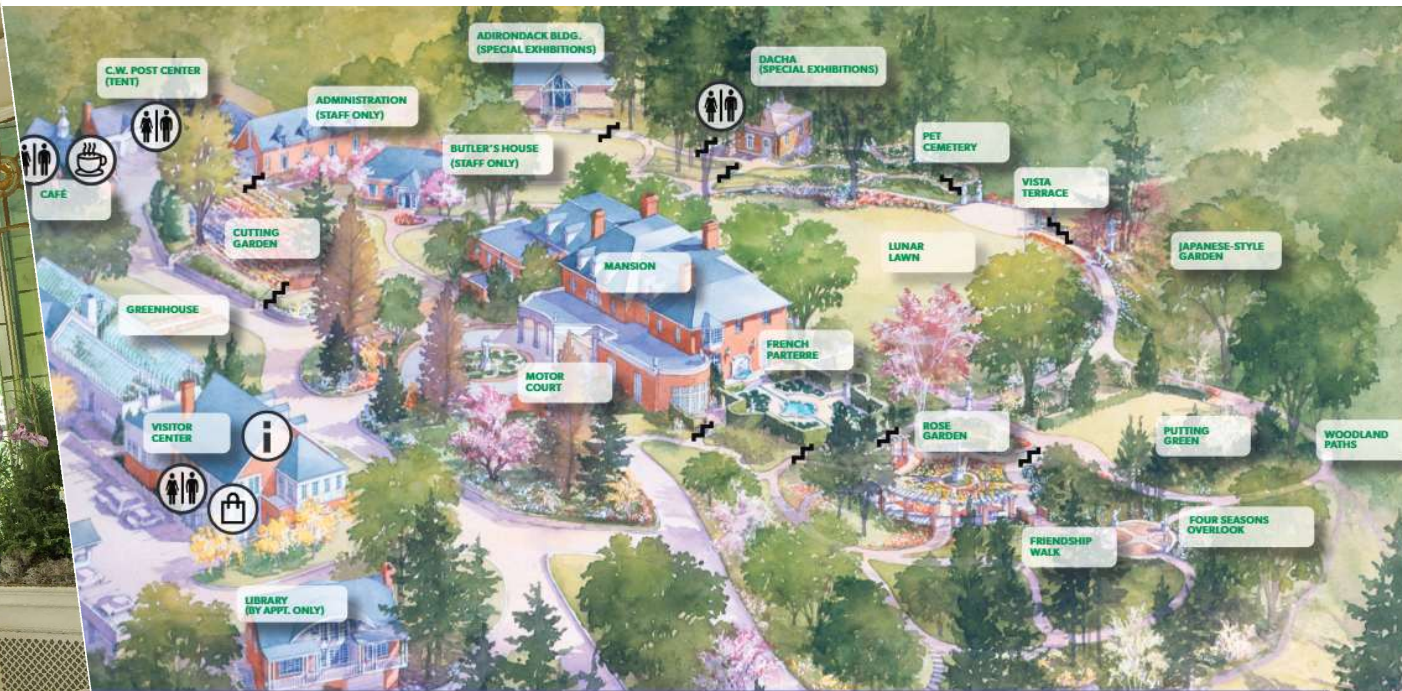 ADIRONDACK BLDG.
(SPECIAL EXHIBITIONS)
DACHA
(SPECIAL EXHIBITIONS)
C.W. POST CENTER
(TENT)
ADMINISTRATION
(STAFF ONLY)
BUTLER'S HOUSE
(STAFF ONLY)
PET
CEMETERY
VISTA
TERRACE
CAFÉ
CUTTING
GARDEN
LUNAR
LAWN
JAPANESE-STYLE
GARDEN
MANSION
GREENHOUSE
FRENCH
PARTERRE
MOTOR
COURT
VISITOR
CENTER
i
ROSE
GARDEN
PUTTING
GREEN
WOODLAND
PATHS
FOUR SEASONS
OVERLOOK
FRIENDSHIP
WALK
LIBRARY
(BY APPT. ONLY)